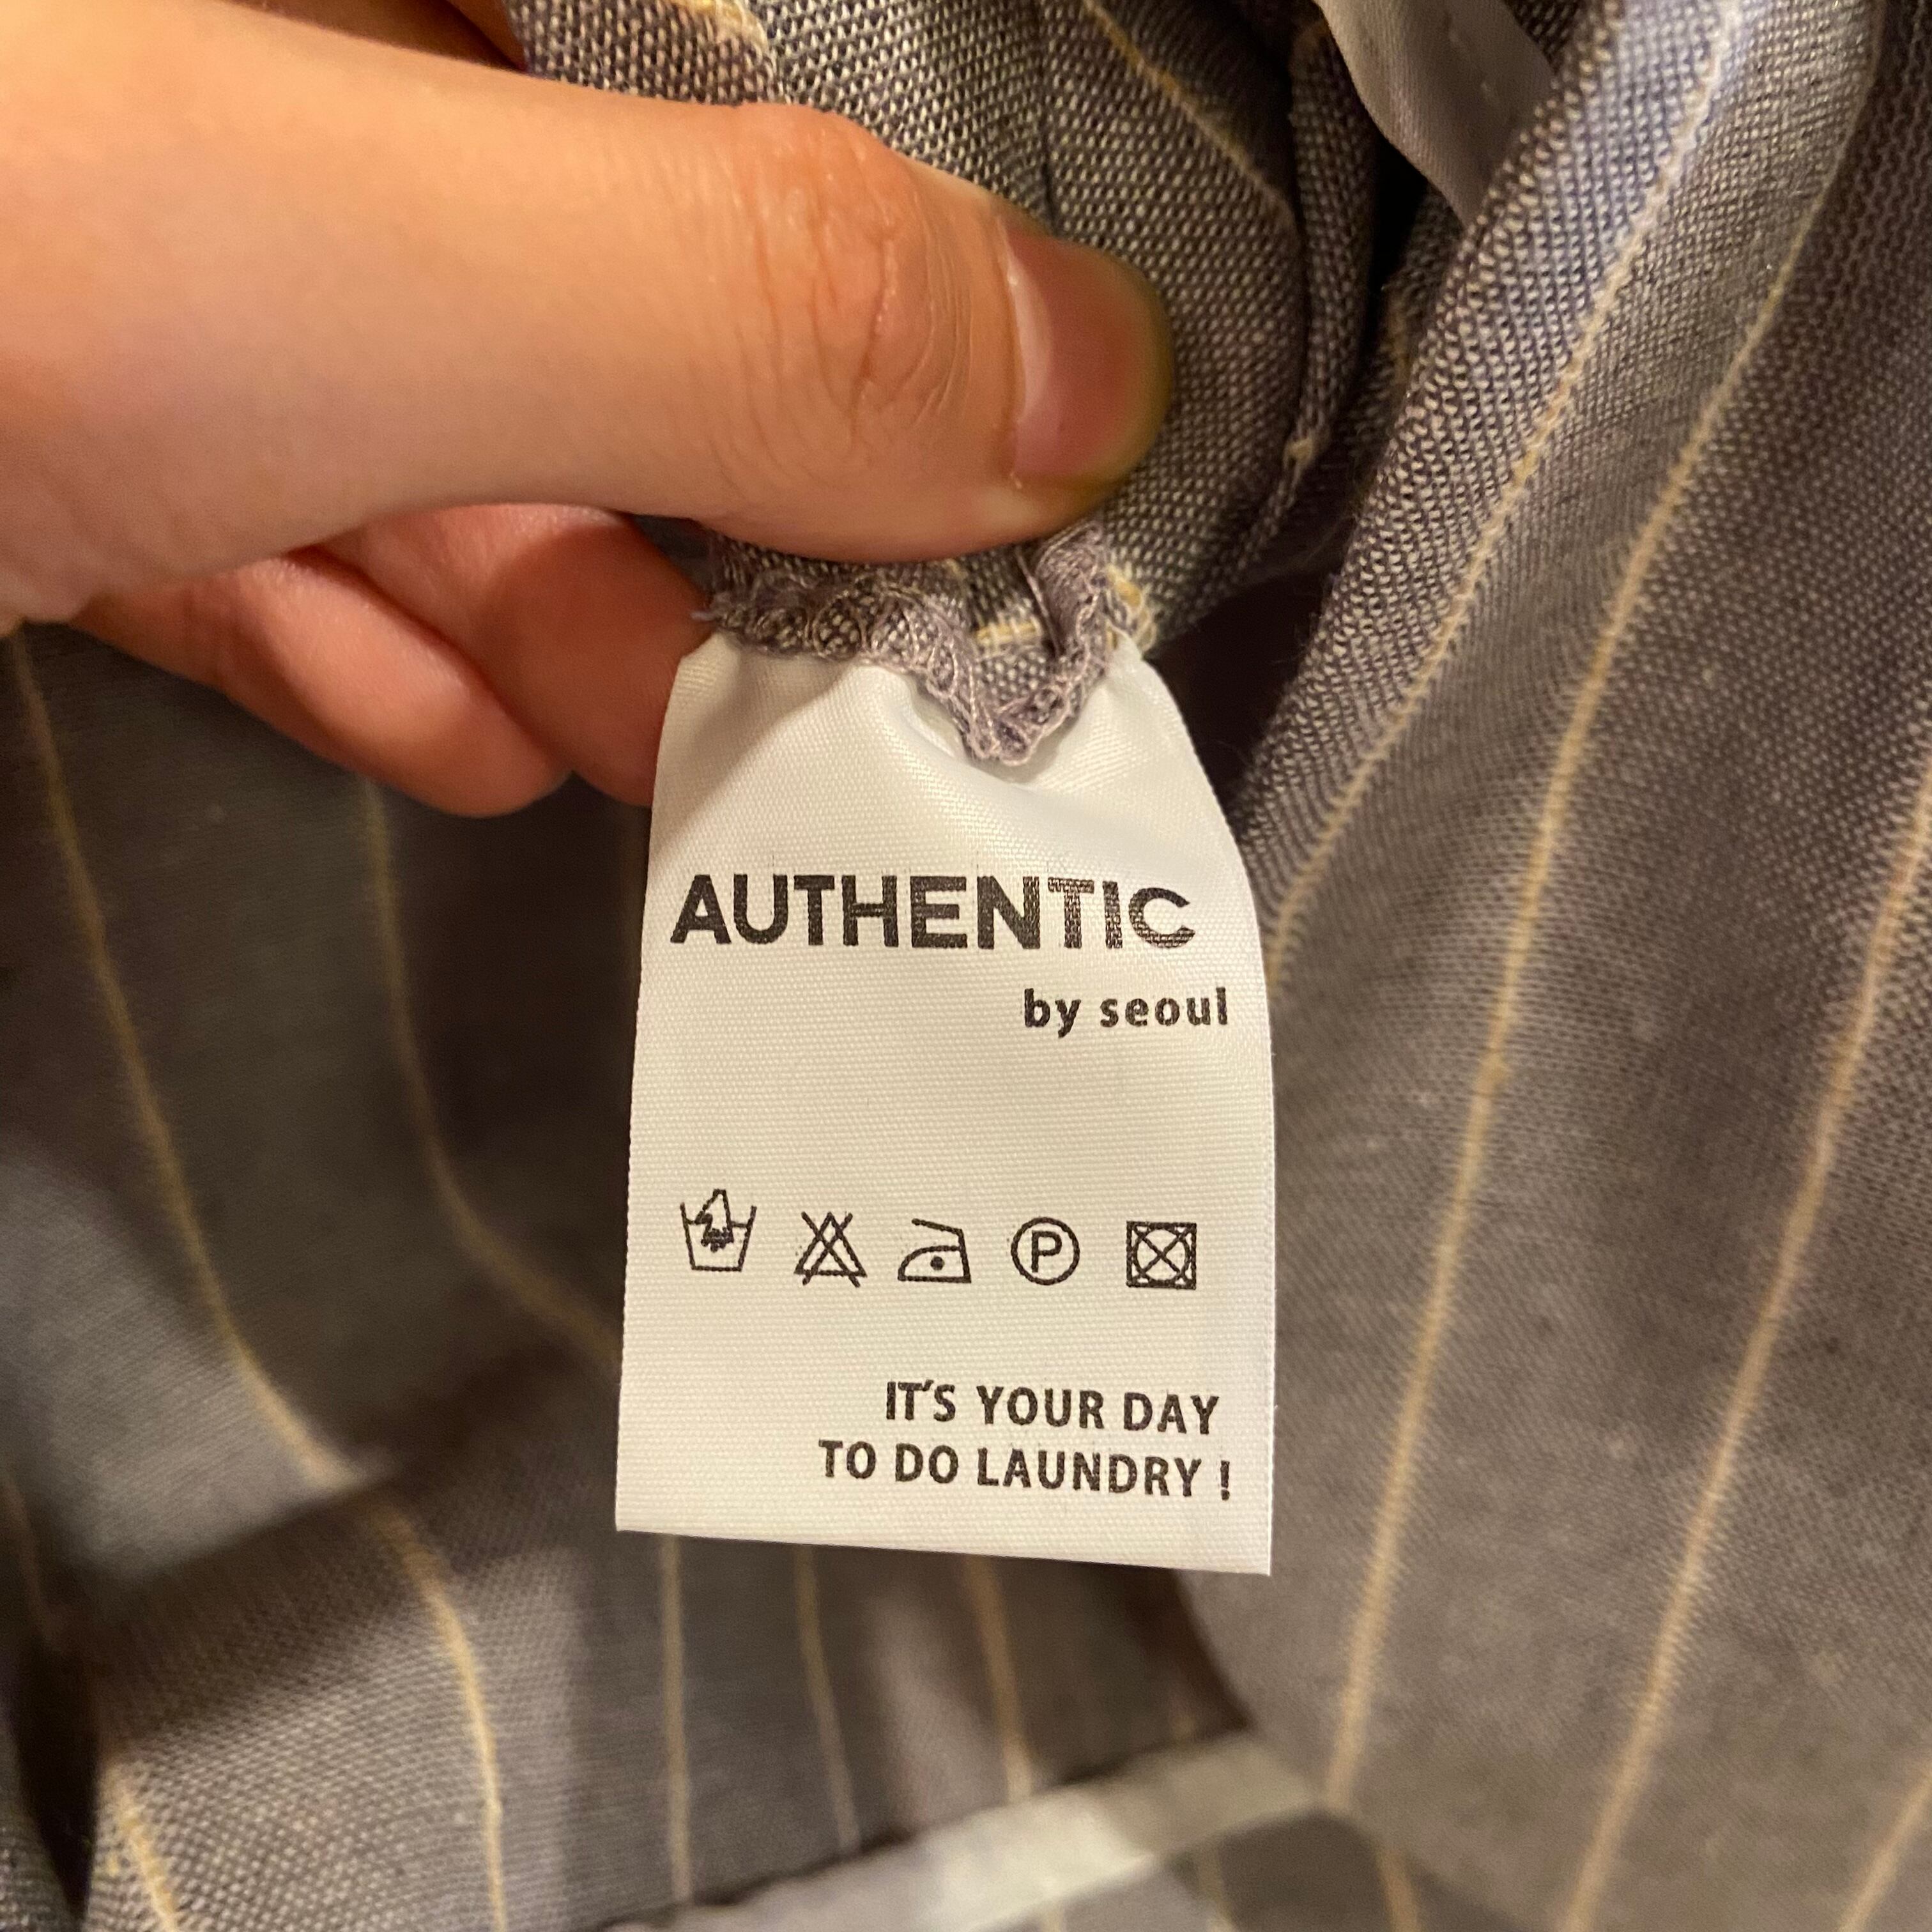 AUTHENTIC
by seoul
P
IT'S YOUR DAY
TO DO LAUNDRY !